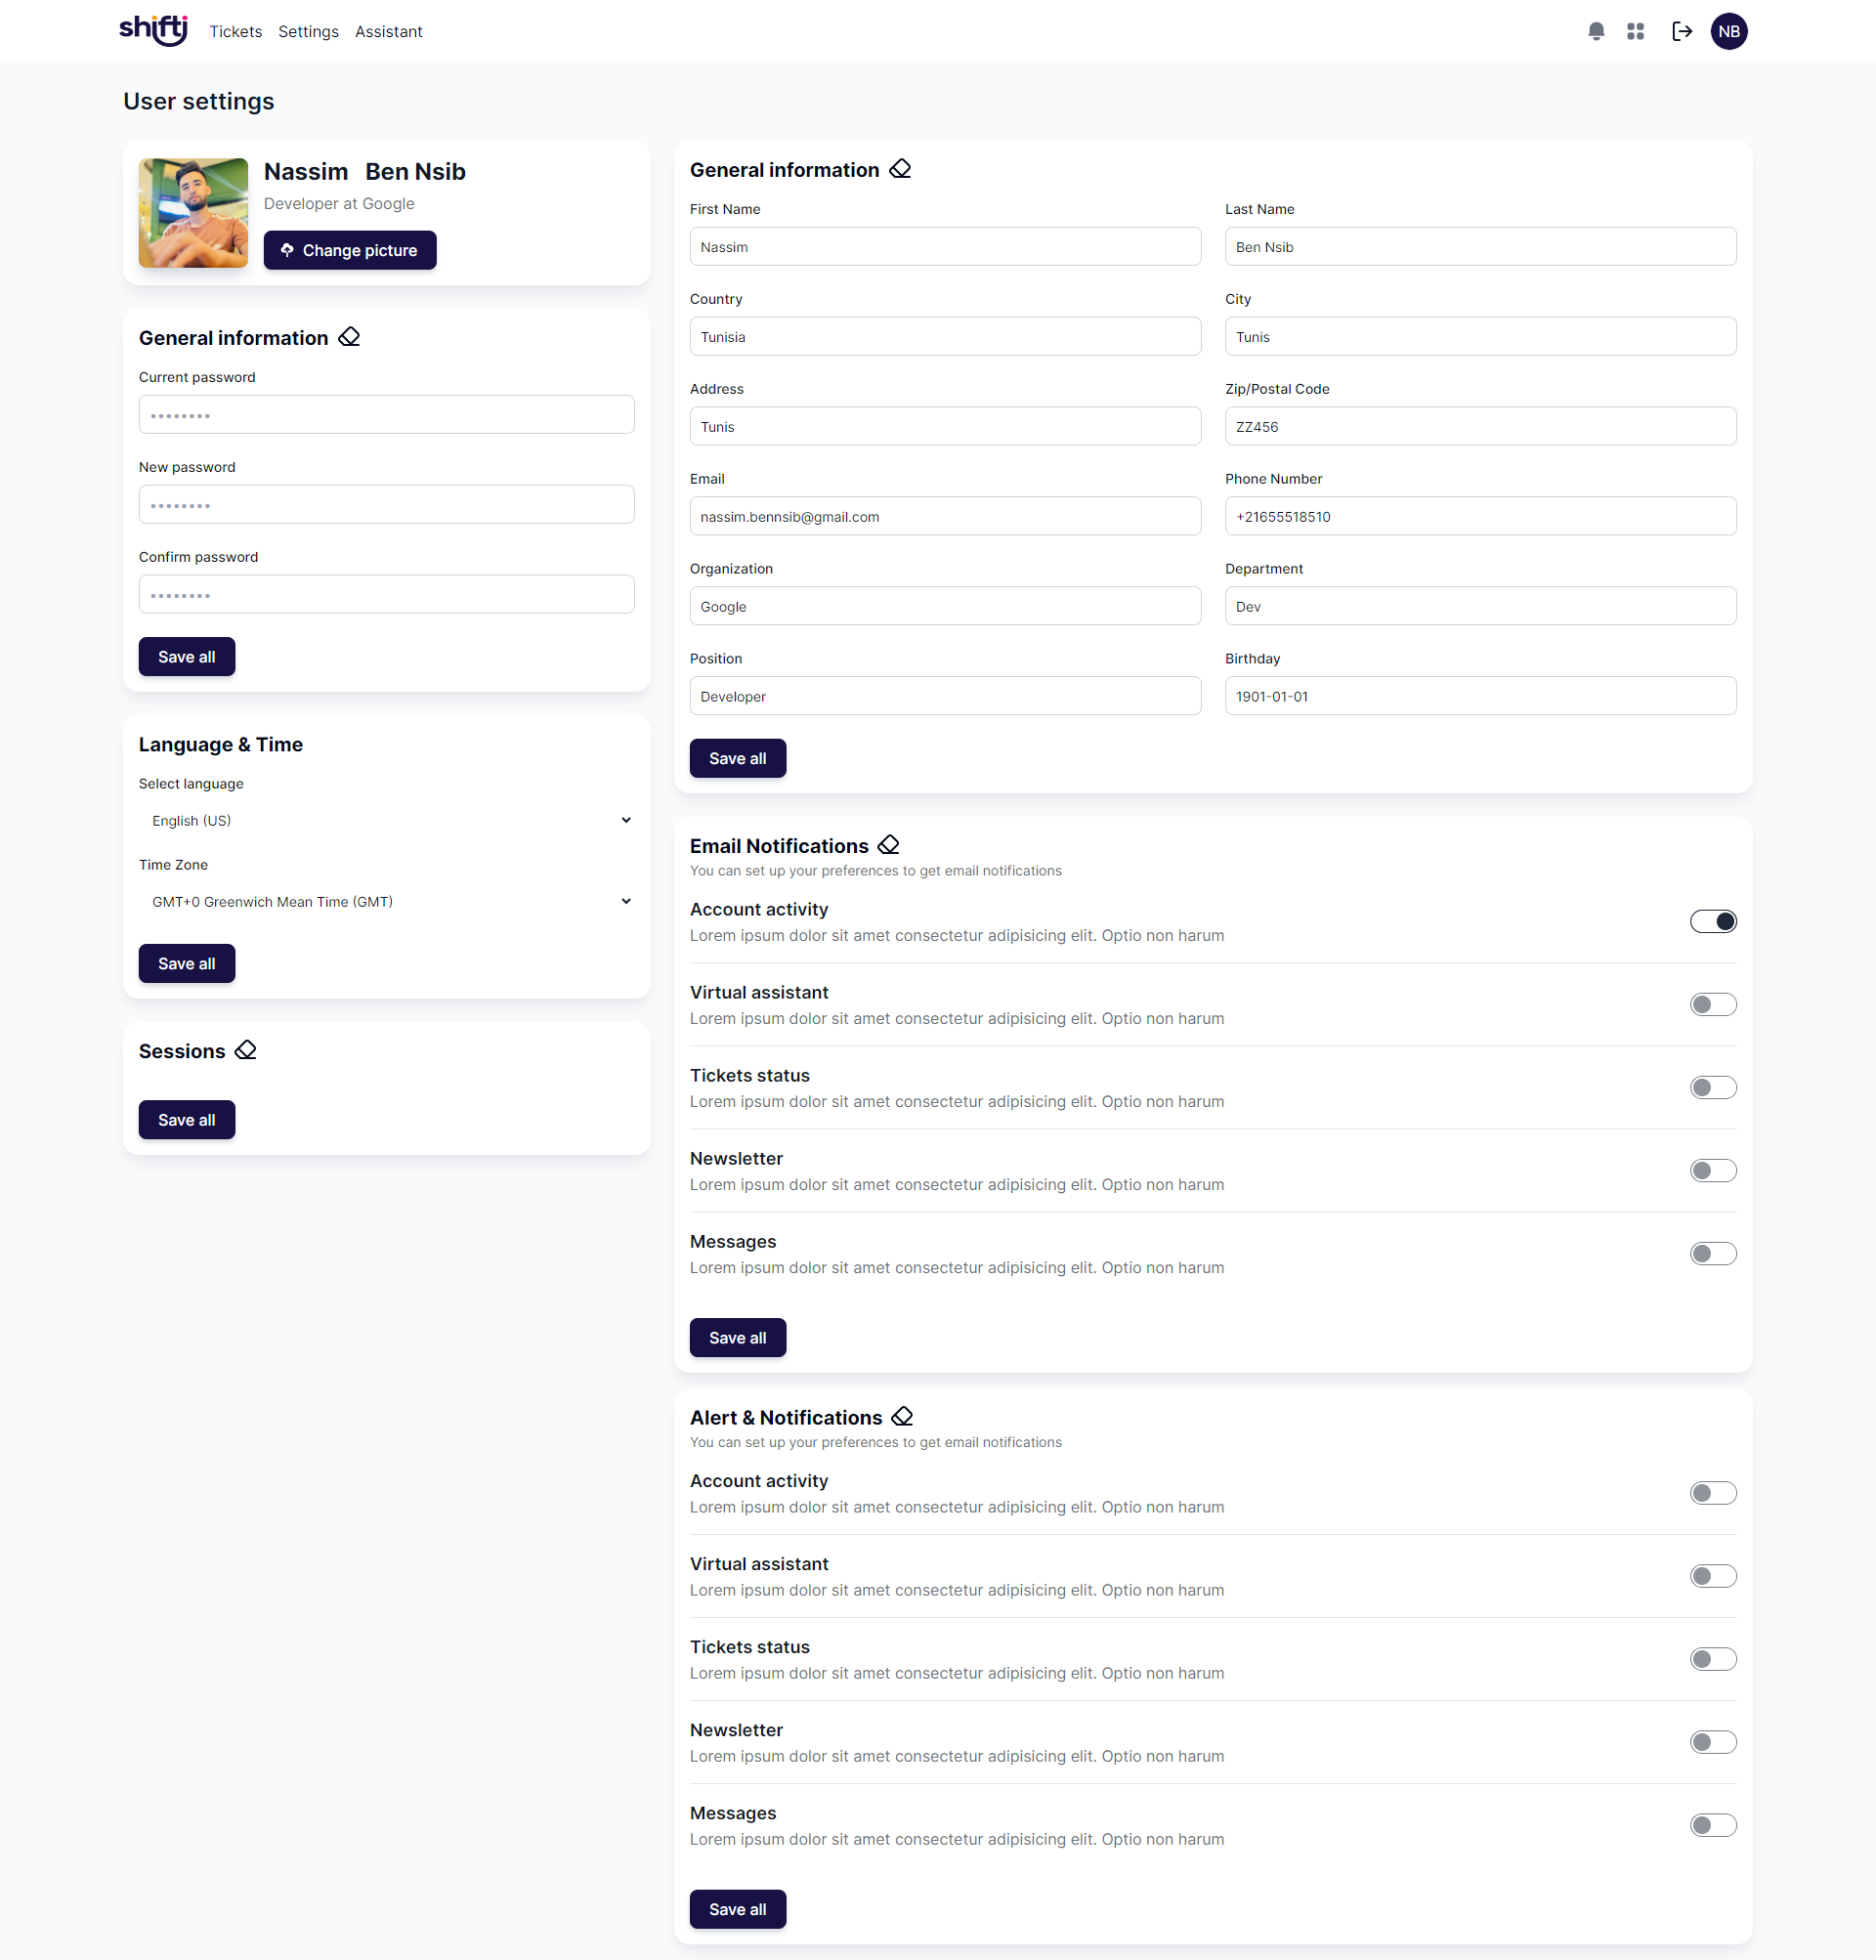 shifti Tickets Settings Assistant NB
User settings
Nassim Ben Nsib
Developer at Google
Change picture
General information
Current password
••••••••
New password
••••••••
Confirm password
••••••••
Save all
Language & Time
Select language
English (US)
Time Zone
GMT+0 Greenwich Mean Time (GMT)
Save all
Sessions
Save all
General information
First Name Last Name
Nassim Ben Nsib
Country City
Tunisia Tunis
Address Zip/Postal Code
Tunis ZZ456
Email Phone Number
nassim.bennsib@gmail.com +21655518510
Organization Department
Google Dev
Position Birthday
Developer 1901-01-01
Save all
Email Notifications
You can set up your preferences to get email notifications
Account activity
Lorem ipsum dolor sit amet consectetur adipisicing elit. Optio non harum
Virtual assistant
Lorem ipsum dolor sit amet consectetur adipisicing elit. Optio non harum
Tickets status
Lorem ipsum dolor sit amet consectetur adipisicing elit. Optio non harum
Newsletter
Lorem ipsum dolor sit amet consectetur adipisicing elit. Optio non harum
Messages
Lorem ipsum dolor sit amet consectetur adipisicing elit. Optio non harum
Save all
Alert & Notifications
You can set up your preferences to get email notifications
Account activity
Lorem ipsum dolor sit amet consectetur adipisicing elit. Optio non harum
Virtual assistant
Lorem ipsum dolor sit amet consectetur adipisicing elit. Optio non harum
Tickets status
Lorem ipsum dolor sit amet consectetur adipisicing elit. Optio non harum
Newsletter
Lorem ipsum dolor sit amet consectetur adipisicing elit. Optio non harum
Messages
Lorem ipsum dolor sit amet consectetur adipisicing elit. Optio non harum
Save all